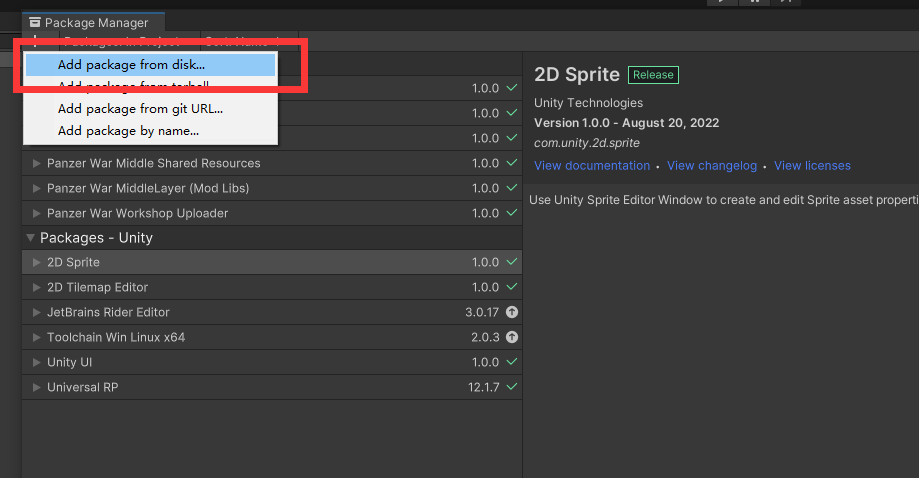 Package Manager
Add package from disk...
Add package from git URL...
Add package by name...
1.0.0
1.0.0
1.0.0
Panzer War Middle Shared Resources 1.0.0
Panzer War MiddleLayer (Mod Libs) 1.0.0
Panzer War Workshop Uploader 1.0.0
Packages - Unity
2D Sprite 1.0.0
2D Tilemap Editor 1.0.0
JetBrains Rider Editor 3.0.17
Toolchain Win Linux x64 2.0.3
Unity UI 1.0.0
Universal RP 12.1.7
2D Sprite Release
Unity Technologies
Version 1.0.0 - August 20, 2022
com.unity.2d.sprite
View documentation • View changelog • View licenses
Use Unity Sprite Editor Window to create and edit Sprite asset properti